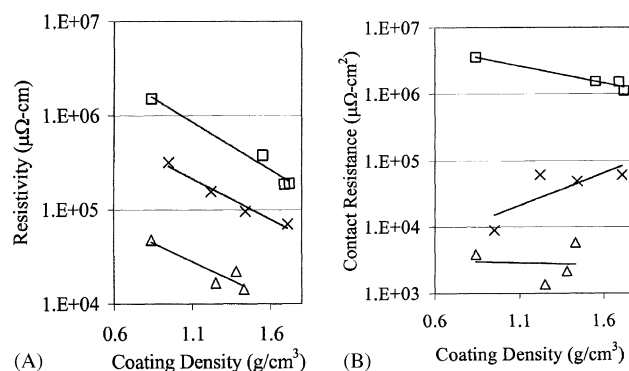 1.E+07
1.E+06
1.E+05
1.E+04
Resistivity (μΩ-cm)
0.6 1.1 1.6
(A) Coating Density (g/cm³)
1.E+07
1.E+06
1.E+05
1.E+04
1.E+03
Contact Resistance (μΩ-cm²)
0.6 1.1 1.6
(B) Coating Density (g/cm³)